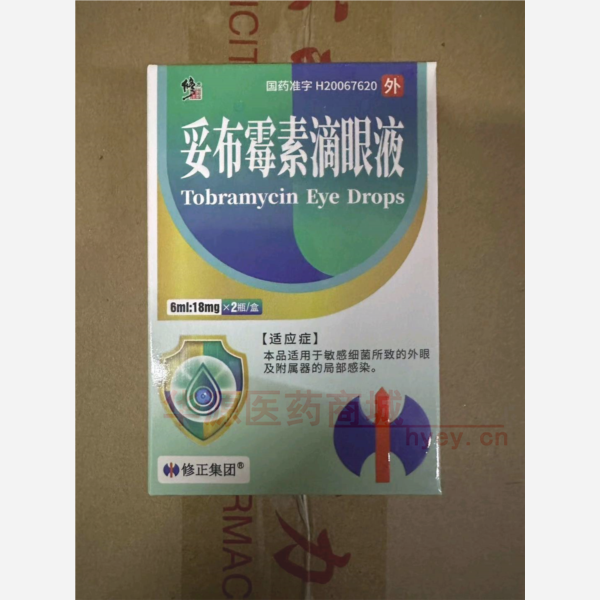 国药准字 H20067620 外
妥布霉素滴眼液
Tobramycin Eye Drops
6ml:18mg×2瓶/盒
【适应症】
本品适用于敏感细菌所致的外眼
及附属器的局部感染。
医药商城
hyey.cn
修正集团®
力